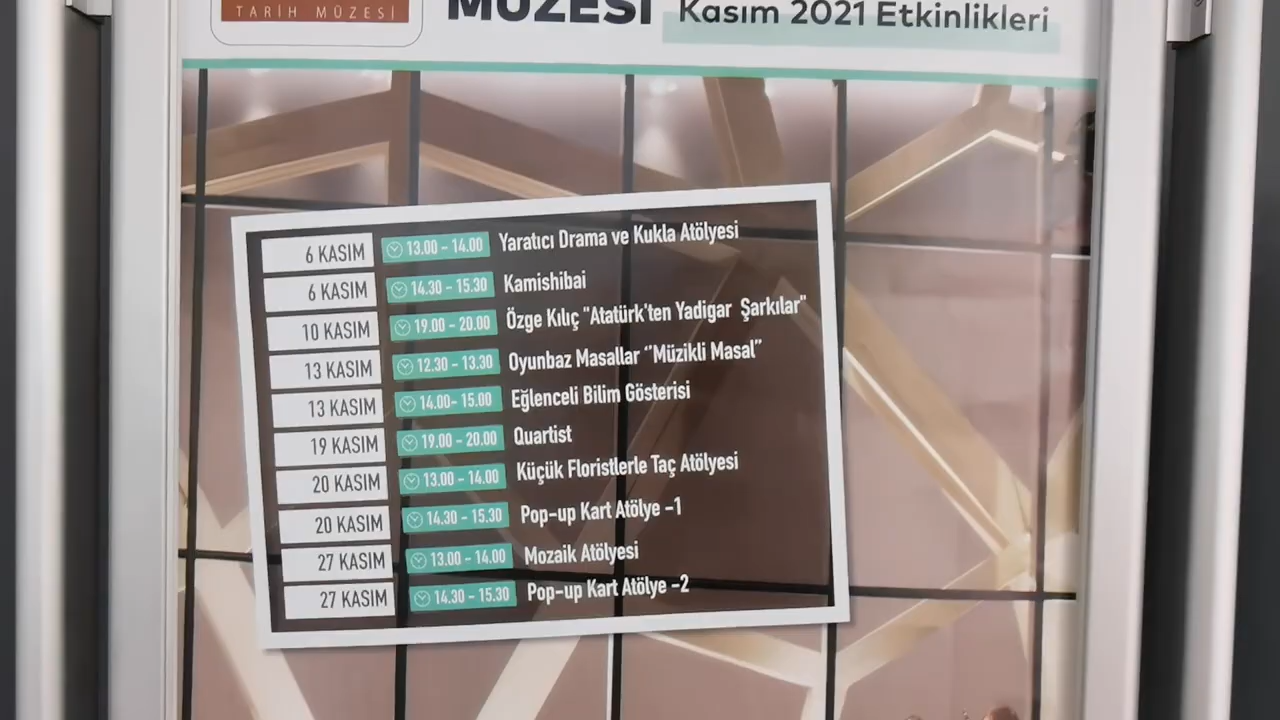 TARİH MÜZESİ
MÜZESİ Kasım 2021 Etkinlikleri
6 KASIM 13.00 - 14.00 Yaratıcı Drama ve Kukla Atölyesi
6 KASIM 14.30 - 15.30 Kamishibai
10 KASIM 19.00 - 20.00 Özge Kılıç "Atatürk'ten Yadigar Şarkılar"
13 KASIM 12.30 - 13.30 Oyunbaz Masallar “Müzikli Masal”
13 KASIM 14.00- 15.00 Eğlenceli Bilim Gösterisi
19 KASIM 19.00 - 20.00 Quartist
20 KASIM 13.00 - 14.00 Küçük Floristlerle Taç Atölyesi
20 KASIM 14.30 - 15.30 Pop-up Kart Atölye -1
27 KASIM 13.00 - 14.00 Mozaik Atölyesi
27 KASIM 14.30 - 15.30 Pop-up Kart Atölye -2